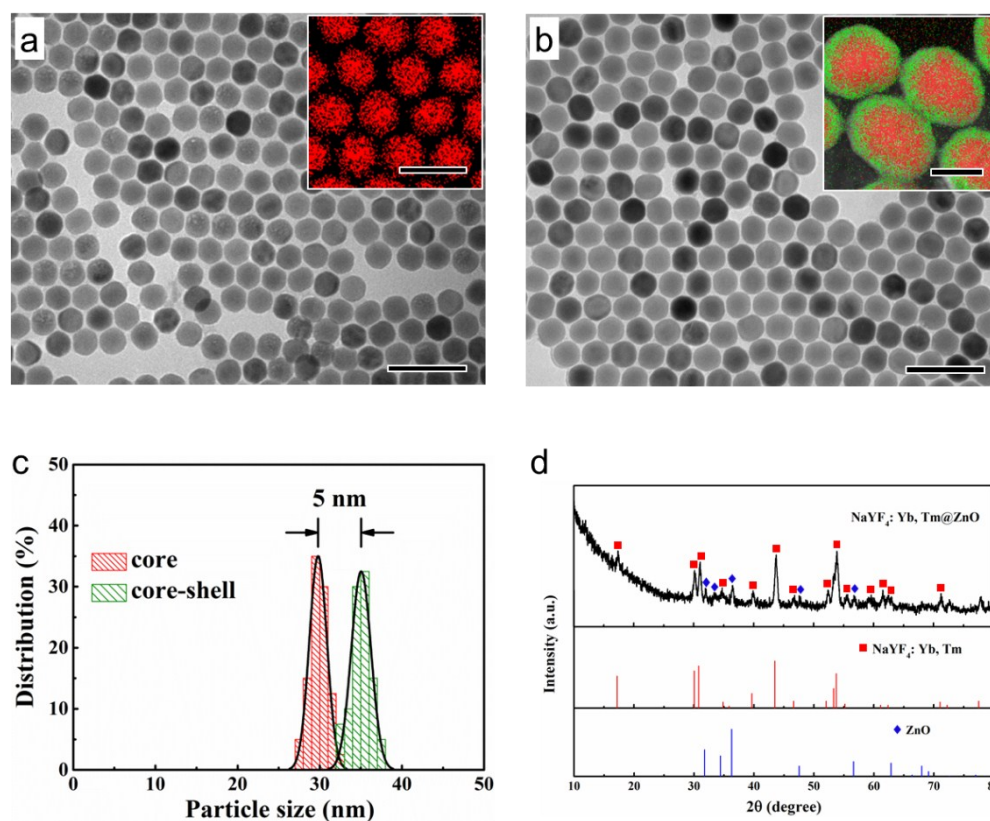 a
b
c
50
40
30
20
10
0
Distribution (%)
5 nm
core
core-shell
0 10 20 30 40 50
Particle size (nm)
d
Intensity (a.u.)
NaYF₄: Yb, Tm@ZnO
NaYF₄: Yb, Tm
ZnO
10 20 30 40 50 60 70 80
2θ (degree)